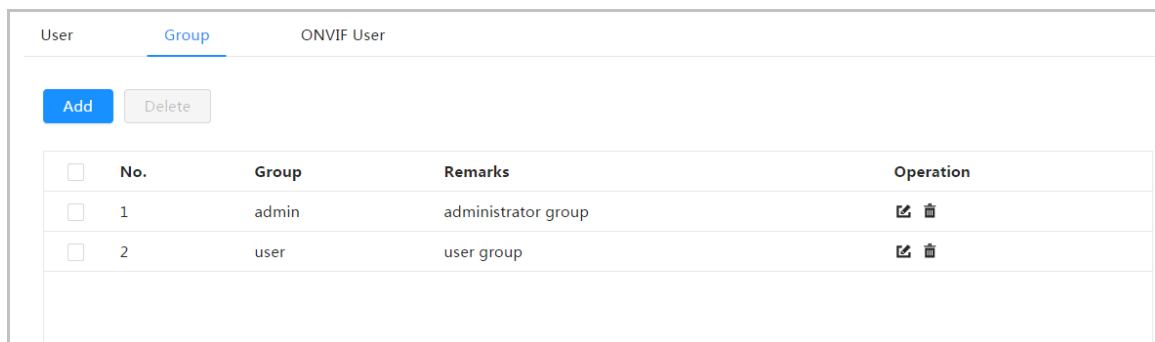 User Group ONVIF User
Add Delete
No. Group Remarks Operation
1 admin administrator group
2 user user group